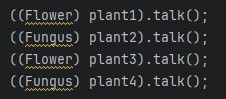 ((Flower) plant1).talk();
((Fungus) plant2).talk();
((Flower) plant3).talk();
((Fungus) plant4).talk();